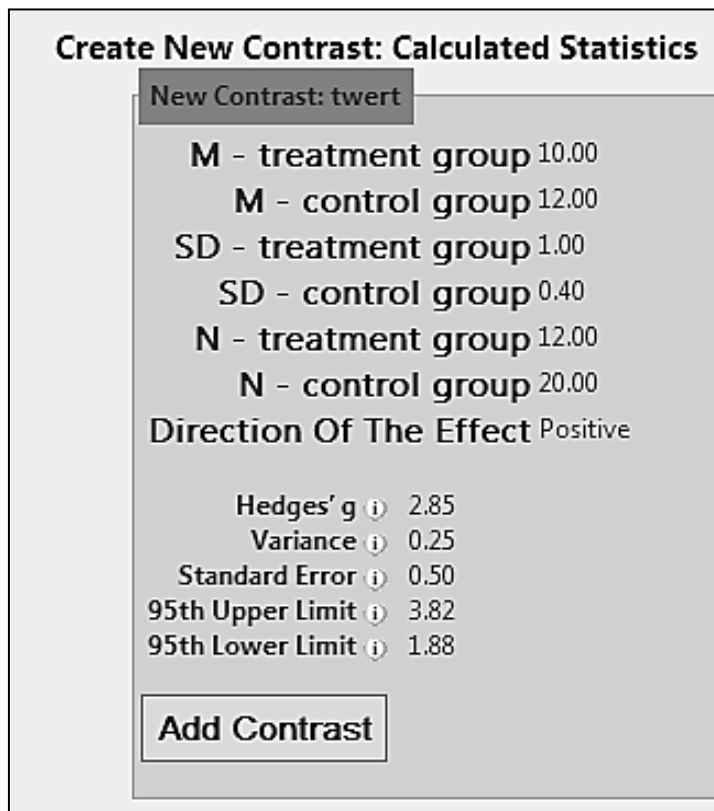 Create New Contrast: Calculated Statistics
New Contrast: twert
M - treatment group 10.00
M - control group 12.00
SD - treatment group 1.00
SD - control group 0.40
N - treatment group 12.00
N - control group 20.00
Direction Of The Effect Positive
Hedges' g i 2.85
Variance i 0.25
Standard Error i 0.50
95th Upper Limit i 3.82
95th Lower Limit i 1.88
Add Contrast